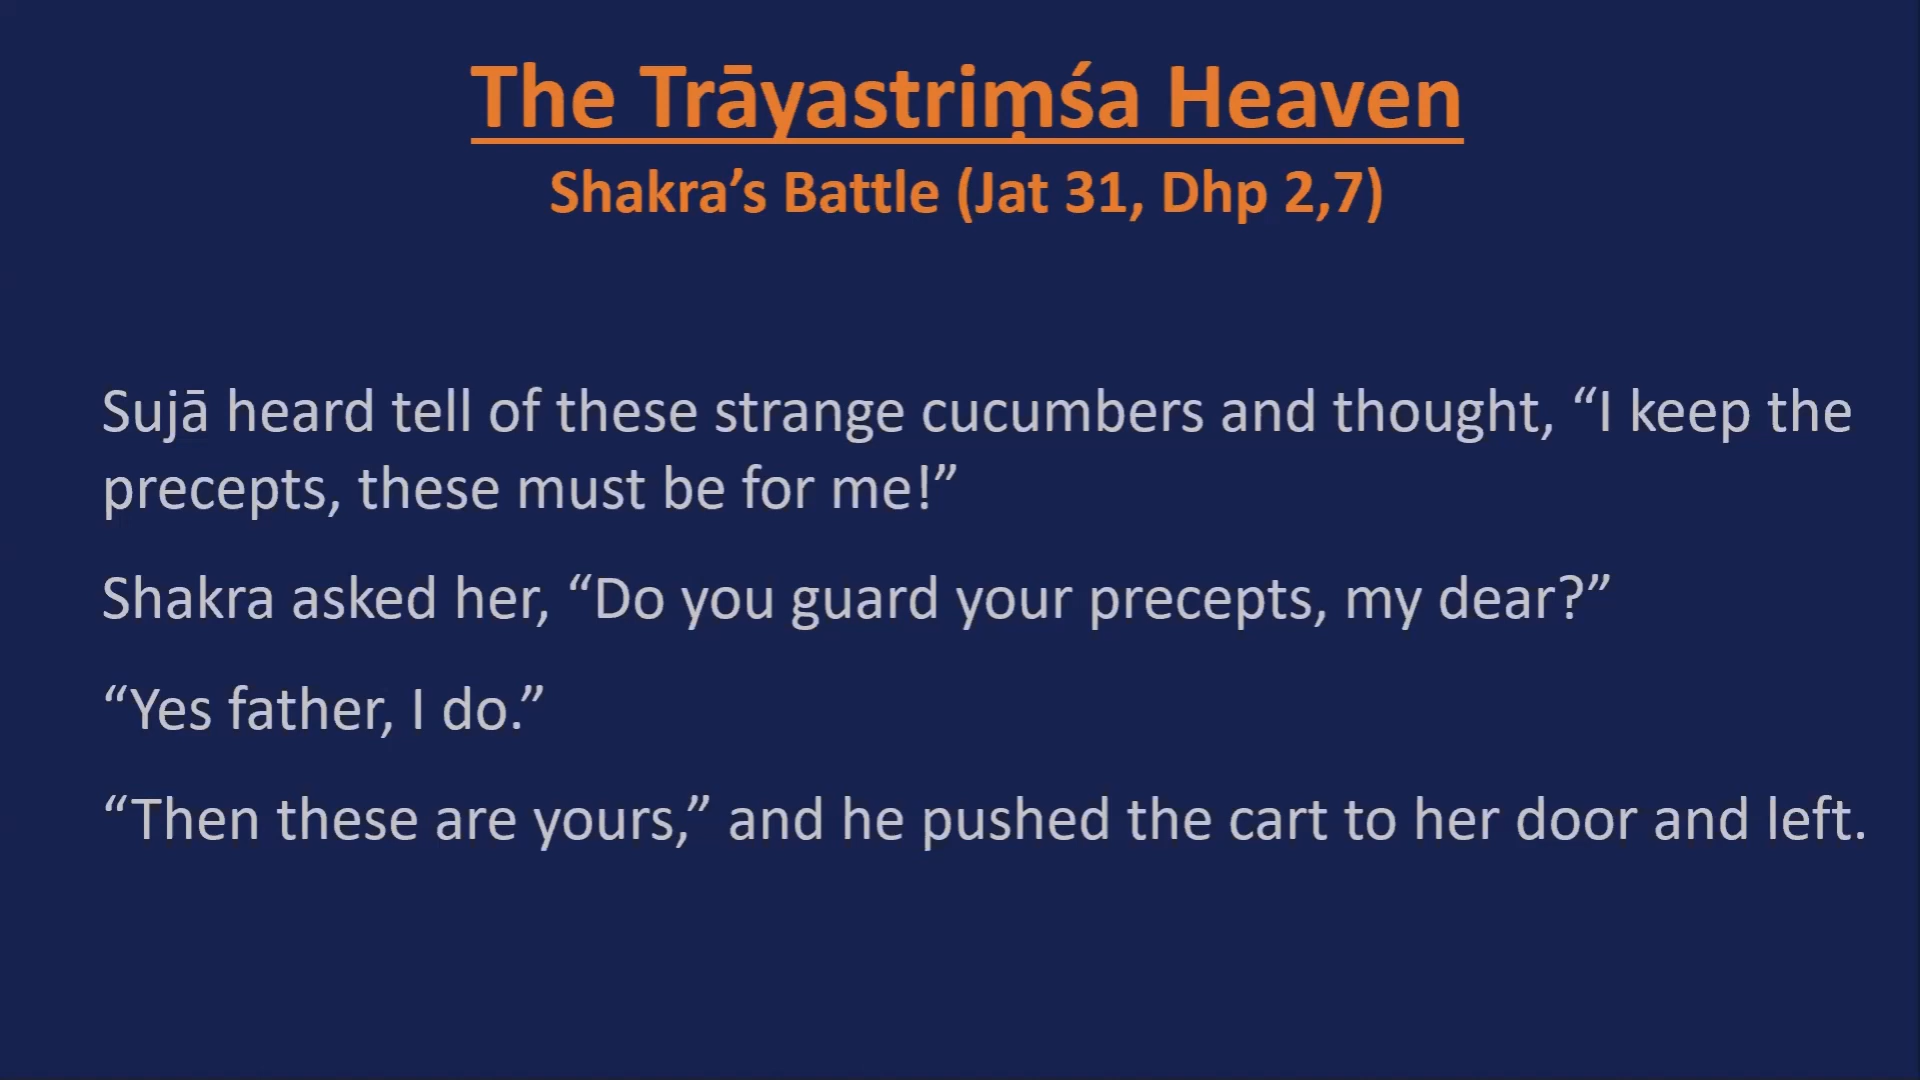 The Trāyastriṃśa Heaven
Shakra’s Battle (Jat 31, Dhp 2,7)
Sujā heard tell of these strange cucumbers and thought, “I keep the
precepts, these must be for me!”
Shakra asked her, “Do you guard your precepts, my dear?”
“Yes father, I do.”
“Then these are yours,” and he pushed the cart to her door and left.